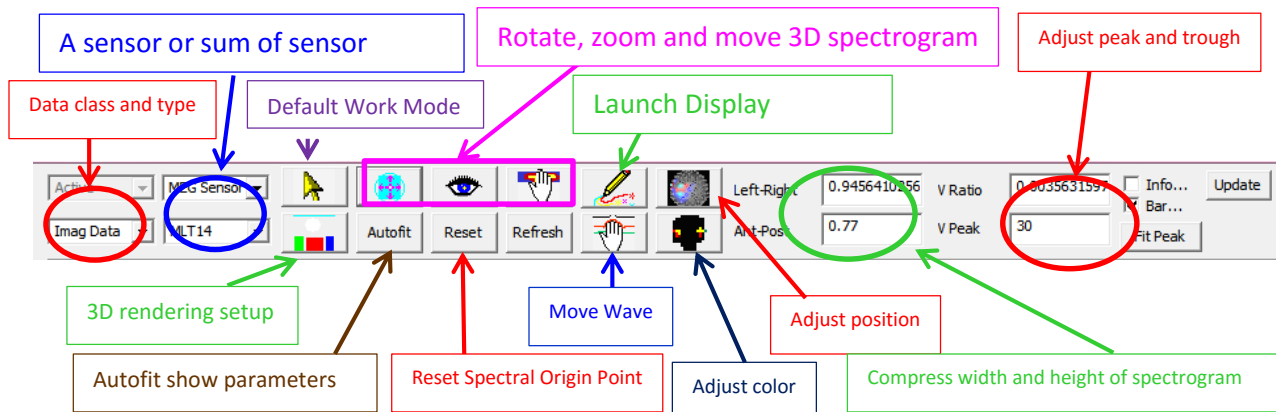 A sensor or sum of sensor
Rotate, zoom and move 3D spectrogram
Adjust peak and trough
Data class and type
Default Work Mode
Launch Display
Active
MEG Sensor
Left-Right
0.9456410256
V Ratio
0.0035631597
Info...
Update
Bar...
Imag Data
MLT14
Autofit
Reset
Refresh
Ant-Post
0.77
V Peak
30
Fit Peak
3D rendering setup
Move Wave
Adjust position
Autofit show parameters
Reset Spectral Origin Point
Adjust color
Compress width and height of spectrogram